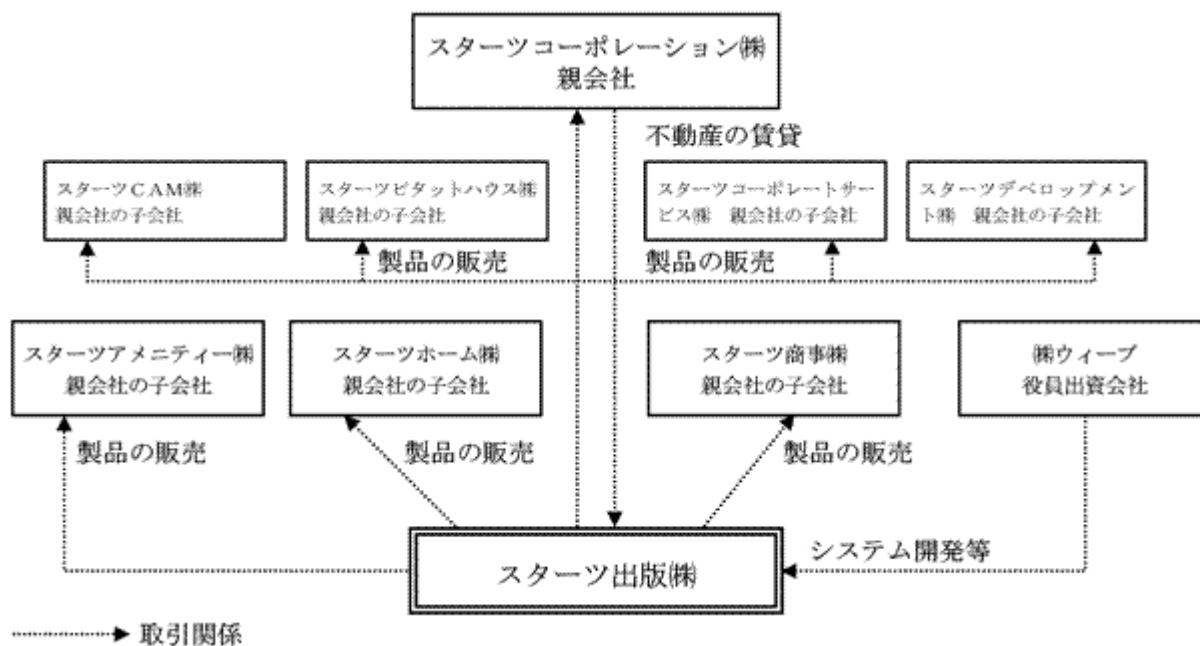 スターツコーポレーション㈱
親会社
不動産の賃貸
スターツCAM㈱
親会社の子会社
スターツピタットハウス㈱
親会社の子会社
スターツコーポレートサー
ビス㈱　親会社の子会社
スターツデベロップメン
ト㈱　親会社の子会社
製品の販売
製品の販売
スターツアメニティー㈱
親会社の子会社
スターツホーム㈱
親会社の子会社
スターツ商事㈱
親会社の子会社
㈱ウィーブ
役員出資会社
製品の販売
製品の販売
製品の販売
システム開発等
スターツ出版㈱
取引関係